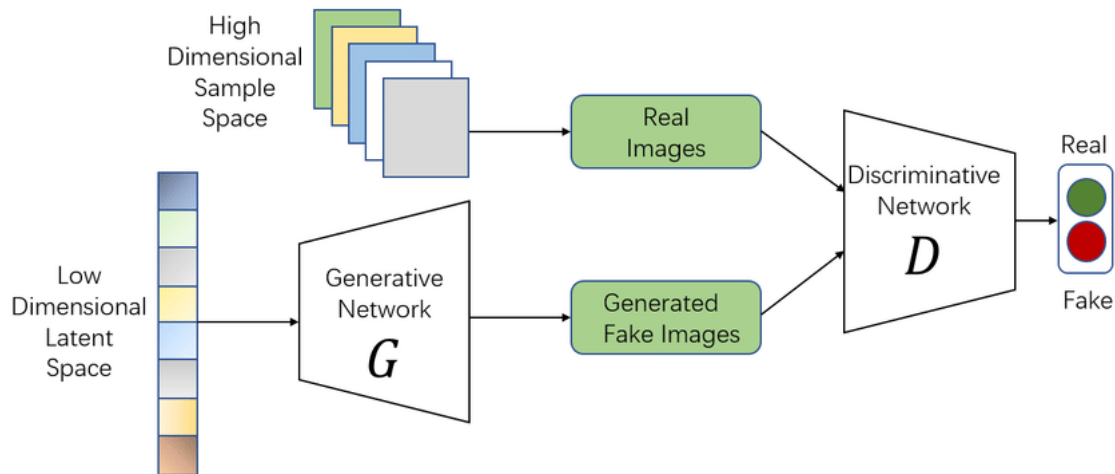 High
Dimensional
Sample
Space
Real
Images
Discriminative
Network
D
Real
Fake
Low
Dimensional
Latent
Space
Generative
Network
G
Generated
Fake Images